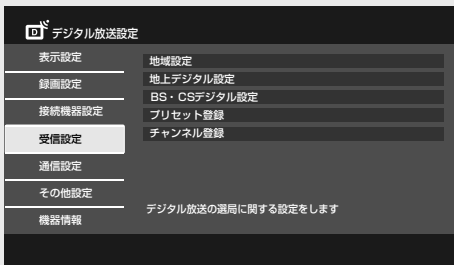 D デジタル放送設定
表示設定
録画設定
接続機器設定
受信設定
通信設定
その他設定
機器情報
地域設定
地上デジタル設定
BS・CSデジタル設定
プリセット登録
チャンネル登録
デジタル放送の選局に関する設定をします